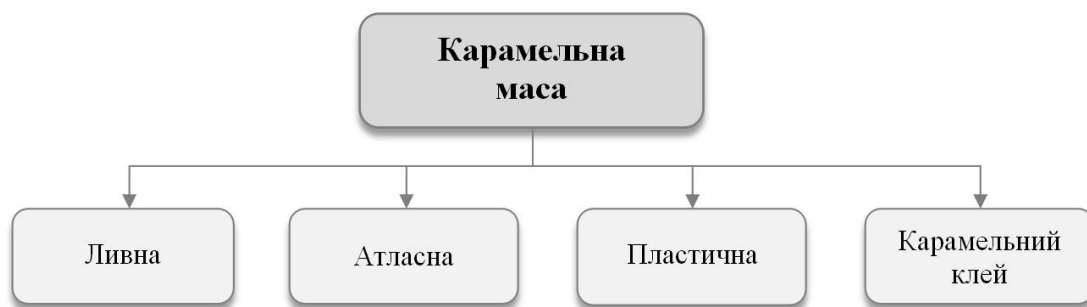 Карамельна
маса
Ливна
Атласна
Пластична
Карамельний
клей